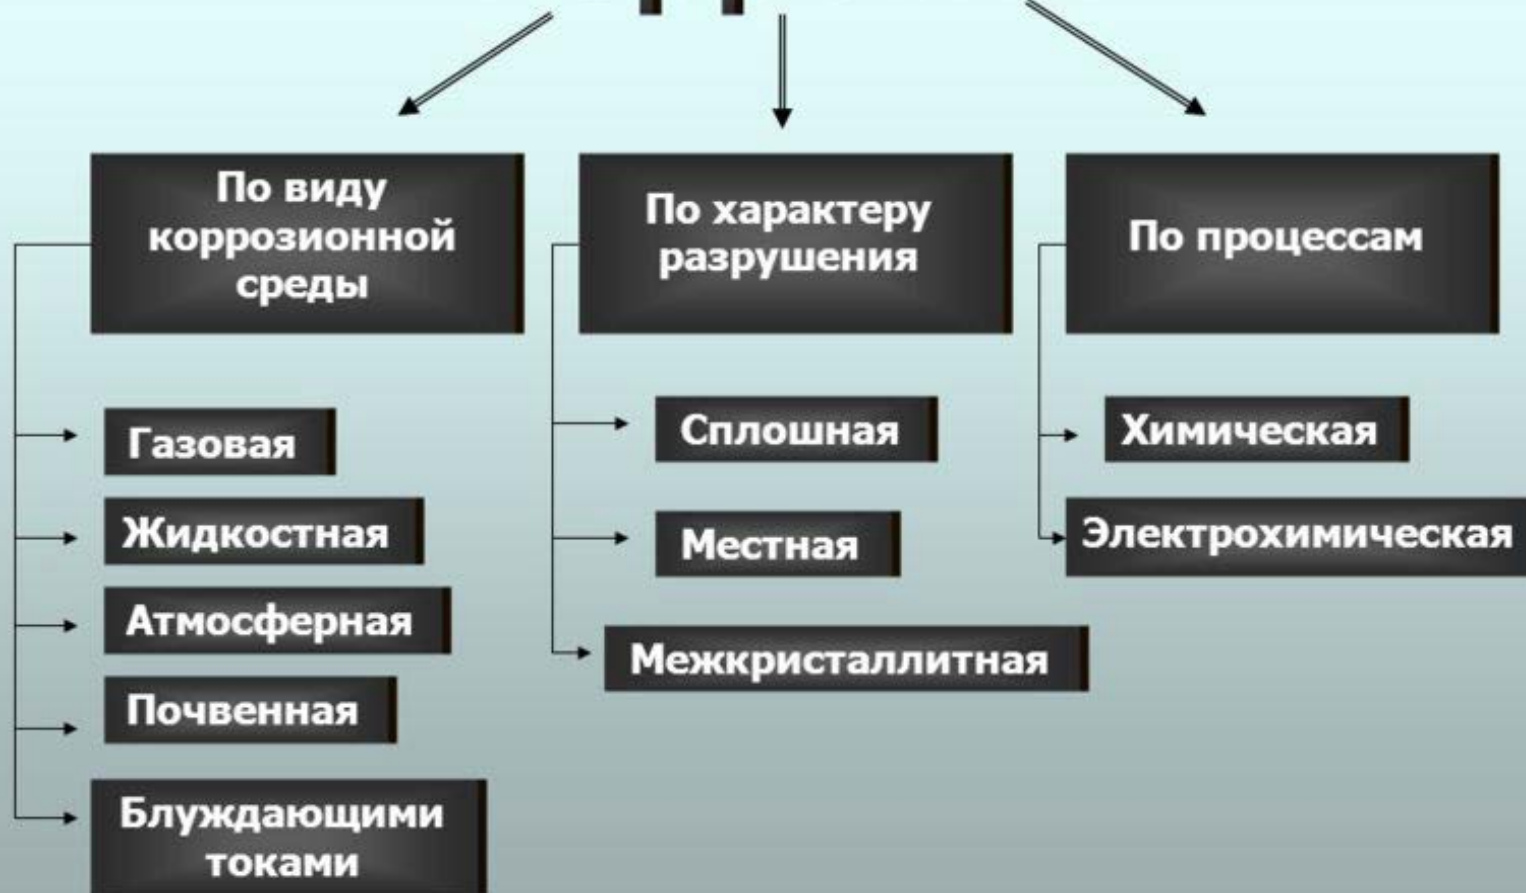 По виду
коррозионной
среды
Газовая
Жидкостная
Атмосферная
Почвенная
Блуждающими
токами
По характеру
разрушения
Сплошная
Местная
Межкристаллитная
По процессам
Химическая
Электрохимическая